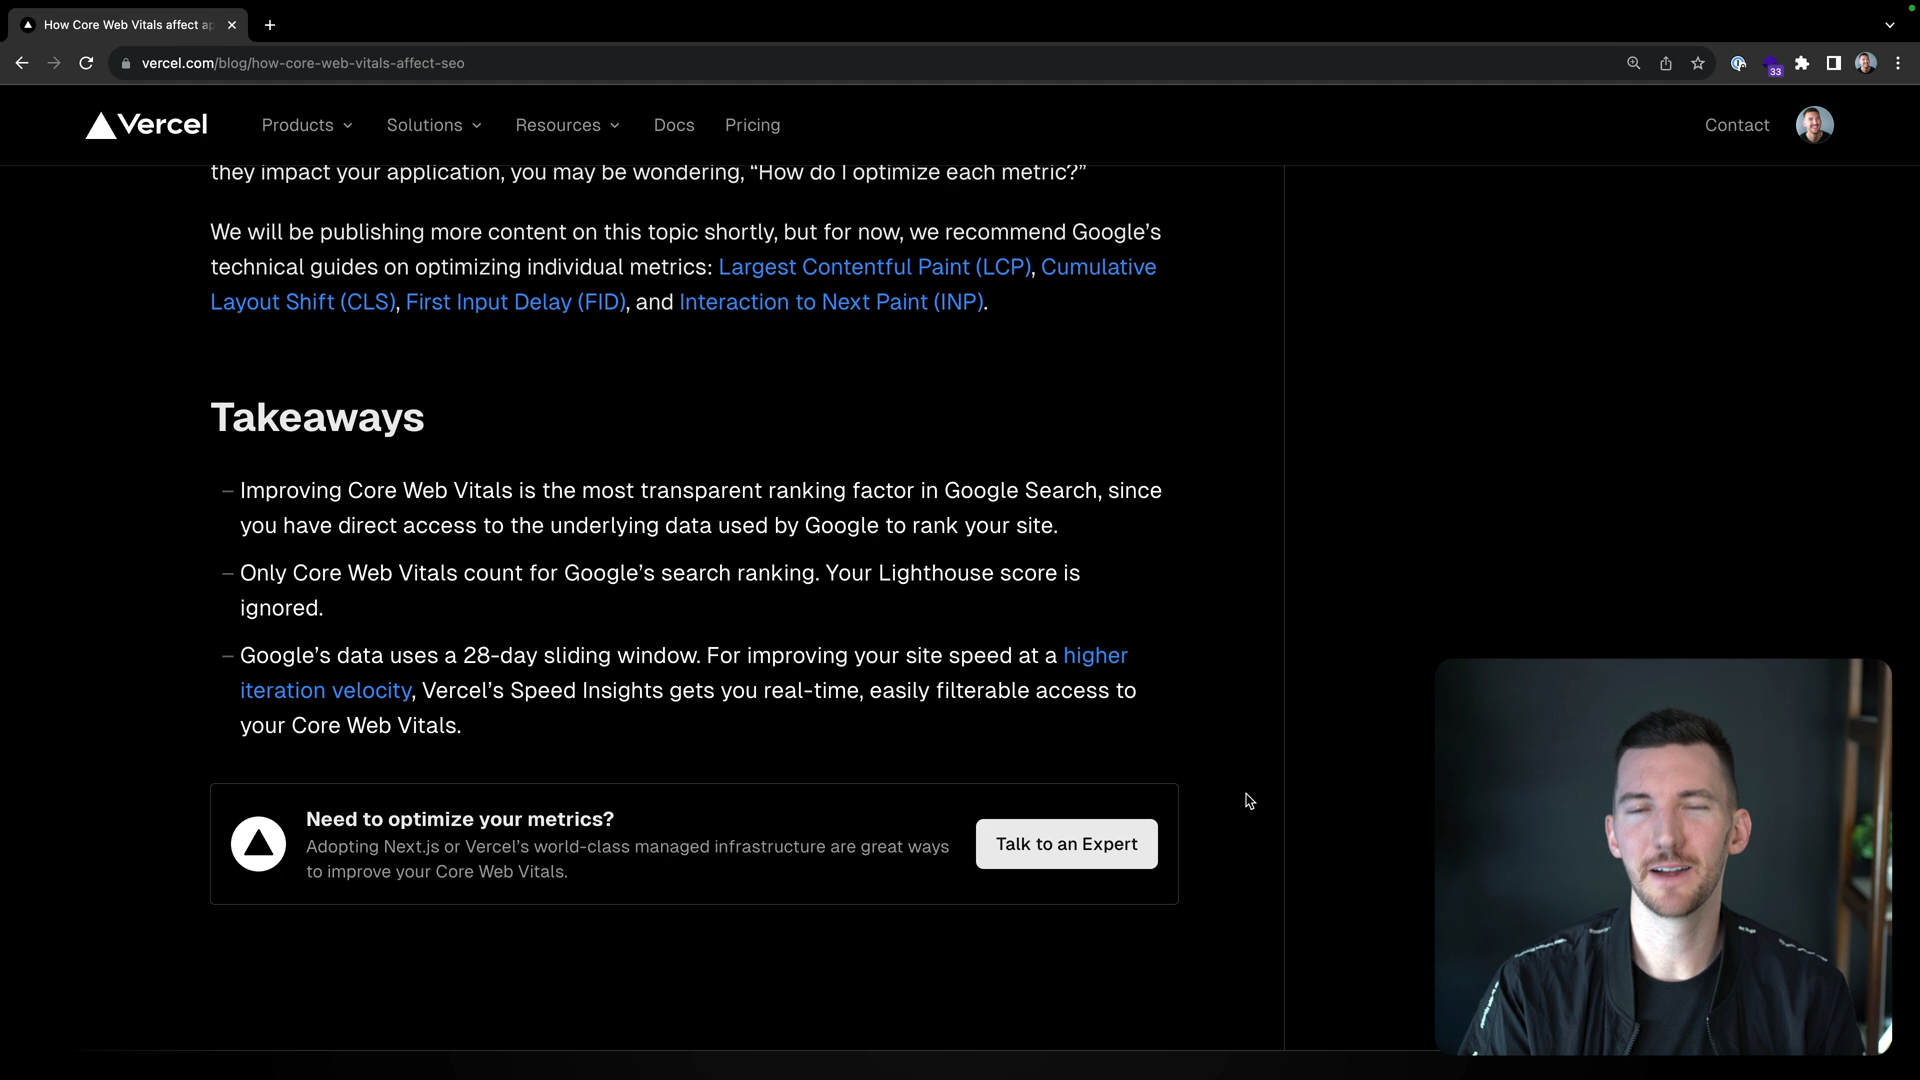 How Core Web Vitals affect ap
vercel.com/blog/how-core-web-vitals-affect-seo
33
Vercel
Products
Solutions
Resources
Docs
Pricing
Contact
they impact your application, you may be wondering, “How do I optimize each metric?”
We will be publishing more content on this topic shortly, but for now, we recommend Google’s
technical guides on optimizing individual metrics: Largest Contentful Paint (LCP), Cumulative
Layout Shift (CLS), First Input Delay (FID), and Interaction to Next Paint (INP).
Takeaways
– Improving Core Web Vitals is the most transparent ranking factor in Google Search, since
you have direct access to the underlying data used by Google to rank your site.
– Only Core Web Vitals count for Google’s search ranking. Your Lighthouse score is
ignored.
– Google’s data uses a 28-day sliding window. For improving your site speed at a higher
iteration velocity, Vercel’s Speed Insights gets you real-time, easily filterable access to
your Core Web Vitals.
Need to optimize your metrics?
Adopting Next.js or Vercel’s world-class managed infrastructure are great ways
to improve your Core Web Vitals.
Talk to an Expert